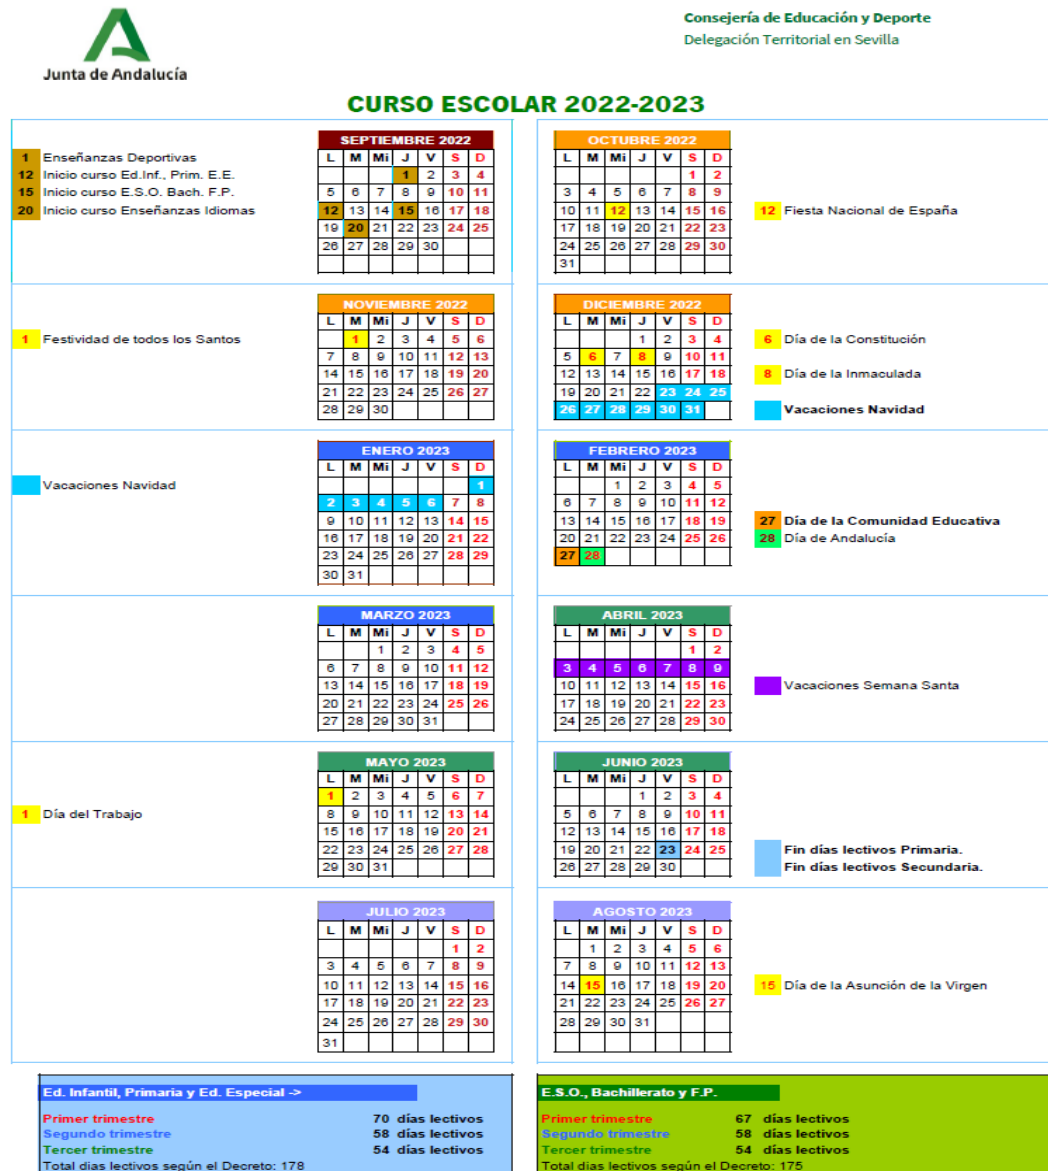 Junta de Andalucía
Consejería de Educación y Deporte
Delegación Territorial en Sevilla
CURSO ESCOLAR 2022-2023
1 Enseñanzas Deportivas
12 Inicio curso Ed.Inf., Prim. E.E.
15 Inicio curso E.S.O. Bach. F.P.
20 Inicio curso Enseñanzas Idiomas
SEPTIEMBRE 2022
L M Mi J V S D
1 2 3 4
5 6 7 8 9 10 11
12 13 14 15 16 17 18
19 20 21 22 23 24 25
26 27 28 29 30
OCTUBRE 2022
L M Mi J V S D
1 2
3 4 5 6 7 8 9
10 11 12 13 14 15 16
17 18 19 20 21 22 23
24 25 26 27 28 29 30
31
12 Fiesta Nacional de España
1 Festividad de todos los Santos
NOVIEMBRE 2022
L M Mi J V S D
1 2 3 4 5 6
7 8 9 10 11 12 13
14 15 16 17 18 19 20
21 22 23 24 25 26 27
28 29 30
DICIEMBRE 2022
L M Mi J V S D
1 2 3 4
5 6 7 8 9 10 11
12 13 14 15 16 17 18
19 20 21 22 23 24 25
26 27 28 29 30 31
6 Día de la Constitución
8 Día de la Inmaculada
Vacaciones Navidad
Vacaciones Navidad
ENERO 2023
L M Mi J V S D
1
2 3 4 5 6 7 8
9 10 11 12 13 14 15
16 17 18 19 20 21 22
23 24 25 26 27 28 29
30 31
FEBRERO 2023
L M Mi J V S D
1 2 3 4 5
6 7 8 9 10 11 12
13 14 15 16 17 18 19
20 21 22 23 24 25 26
27 28
27 Día de la Comunidad Educativa
28 Día de Andalucía
MARZO 2023
L M Mi J V S D
1 2 3 4 5
6 7 8 9 10 11 12
13 14 15 16 17 18 19
20 21 22 23 24 25 26
27 28 29 30 31
ABRIL 2023
L M Mi J V S D
1 2
3 4 5 6 7 8 9
10 11 12 13 14 15 16
17 18 19 20 21 22 23
24 25 26 27 28 29 30
Vacaciones Semana Santa
1 Día del Trabajo
MAYO 2023
L M Mi J V S D
1 2 3 4 5 6 7
8 9 10 11 12 13 14
15 16 17 18 19 20 21
22 23 24 25 26 27 28
29 30 31
JUNIO 2023
L M Mi J V S D
1 2 3 4
5 6 7 8 9 10 11
12 13 14 15 16 17 18
19 20 21 22 23 24 25
26 27 28 29 30
Fin días lectivos Primaria.
Fin días lectivos Secundaria.
JULIO 2023
L M Mi J V S D
1 2
3 4 5 6 7 8 9
10 11 12 13 14 15 16
17 18 19 20 21 22 23
24 25 26 27 28 29 30
31
AGOSTO 2023
L M Mi J V S D
1 2 3 4 5 6
7 8 9 10 11 12 13
14 15 16 17 18 19 20
21 22 23 24 25 26 27
28 29 30 31
15 Día de la Asunción de la Virgen
Ed. Infantil, Primaria y Ed. Especial ->
Primer trimestre 70 días lectivos
Segundo trimestre 58 días lectivos
Tercer trimestre 54 días lectivos
Total dias lectivos según el Decreto: 178
E.S.O., Bachillerato y F.P.
Primer trimestre 67 días lectivos
Segundo trimestre 58 días lectivos
Tercer trimestre 54 días lectivos
Total dias lectivos según el Decreto: 175